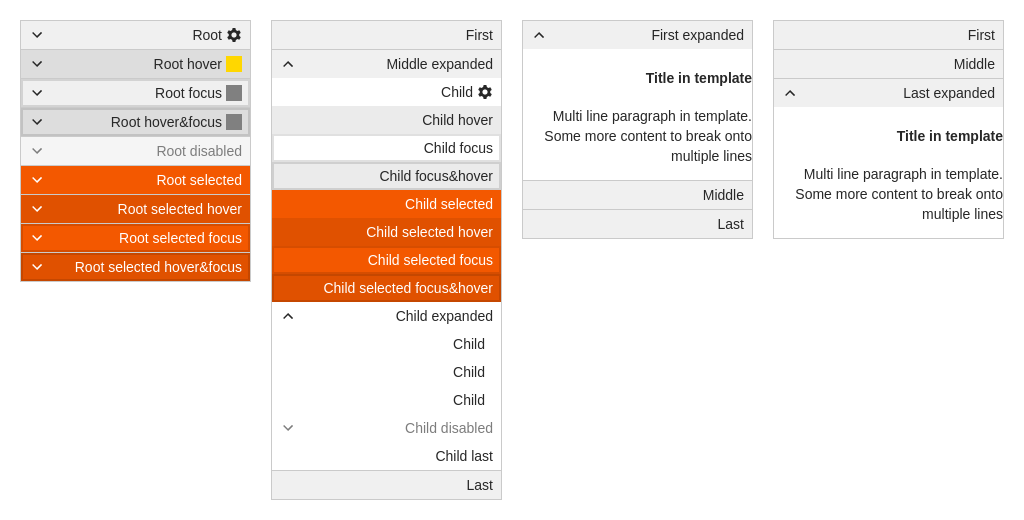 Root
Root hover
Root focus
Root hover&focus
Root disabled
Root selected
Root selected hover
Root selected focus
Root selected hover&focus
First
Middle expanded
Child
Child hover
Child focus
Child focus&hover
Child selected
Child selected hover
Child selected focus
Child selected focus&hover
Child expanded
Child
Child
Child
Child disabled
Child last
Last
First expanded
Title in template
Multi line paragraph in template.
Some more content to break onto
multiple lines
Middle
Last
First
Middle
Last expanded
Title in template
Multi line paragraph in template.
Some more content to break onto
multiple lines